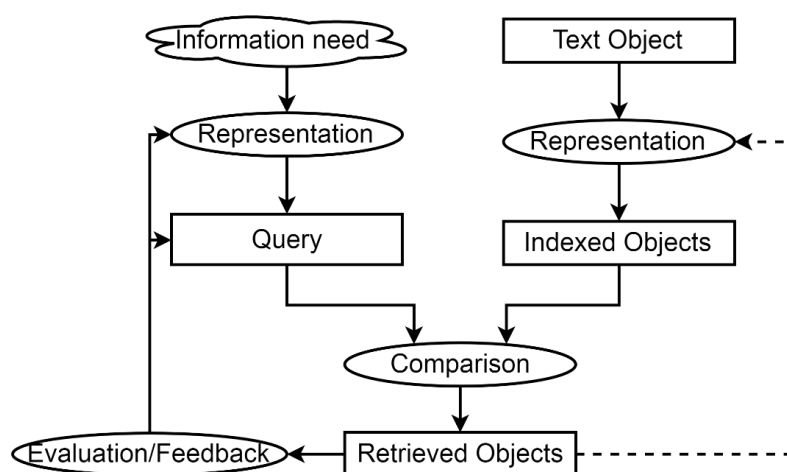 Information need
Text Object
Representation
Representation
Query
Indexed Objects
Comparison
Evaluation/Feedback
Retrieved Objects